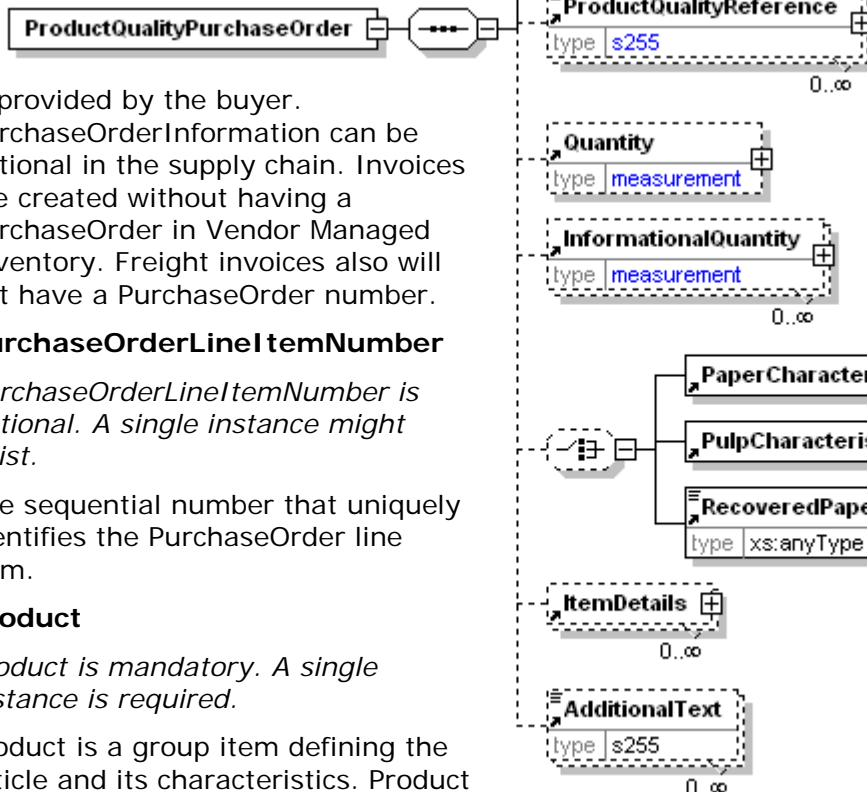 ProductQualityPurchaseOrder
provided by the buyer.
rchaseOrderInformation can be
tional in the supply chain. Invoices
e created without having a
rchaseOrder in Vendor Managed
ventory. Freight invoices also will
t have a PurchaseOrder number.
urchaseOrderLineItemNumber
rchaseOrderLineItemNumber is
tional. A single instance might
ist.
e sequential number that uniquely
entifies the PurchaseOrder line
m.
oduct
oduct is mandatory. A single
stance is required.
oduct is a group item defining the
ticle and its characteristics. Product
ProductQualityReference
type s255
0..∞
Quantity
type measurement
InformationalQuantity
type measurement
0..∞
PaperCharacter
PulpCharacteris
RecoveredPape
type xs:anyType
ItemDetails
0..∞
AdditionalText
type s255
0..∞